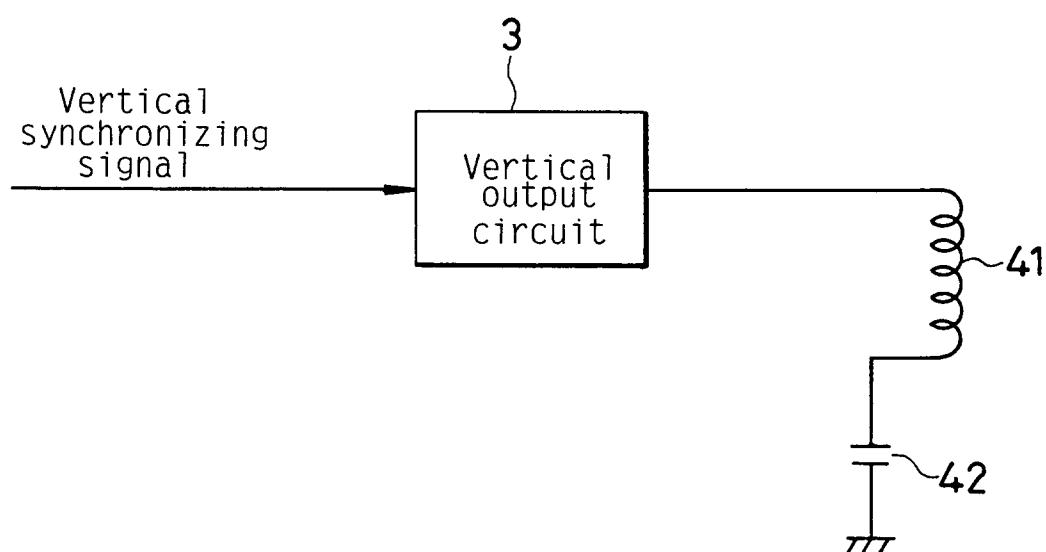 3
Vertical
synchronizing
signal
Vertical
output
circuit
41
42